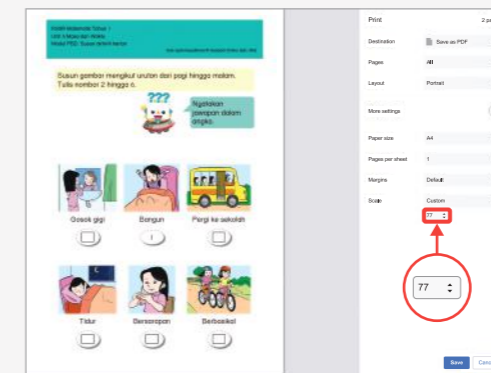 Susun gambar mengikut urutan dari pagi hingga malam.
Tulis nombor 2 hingga 6.
???
Nyatakan
jawapan dalam
angka.
Gosok gigi
Bangun
Pergi ke sekolah
1
Tidur
Bersarapan
Berbasikal
Print
Destination
Save as PDF
Pages
All
Layout
Portrait
More settings
Paper size
A4
Pages per sheet
1
Margins
Default
Scale
Custom
77
77
Save